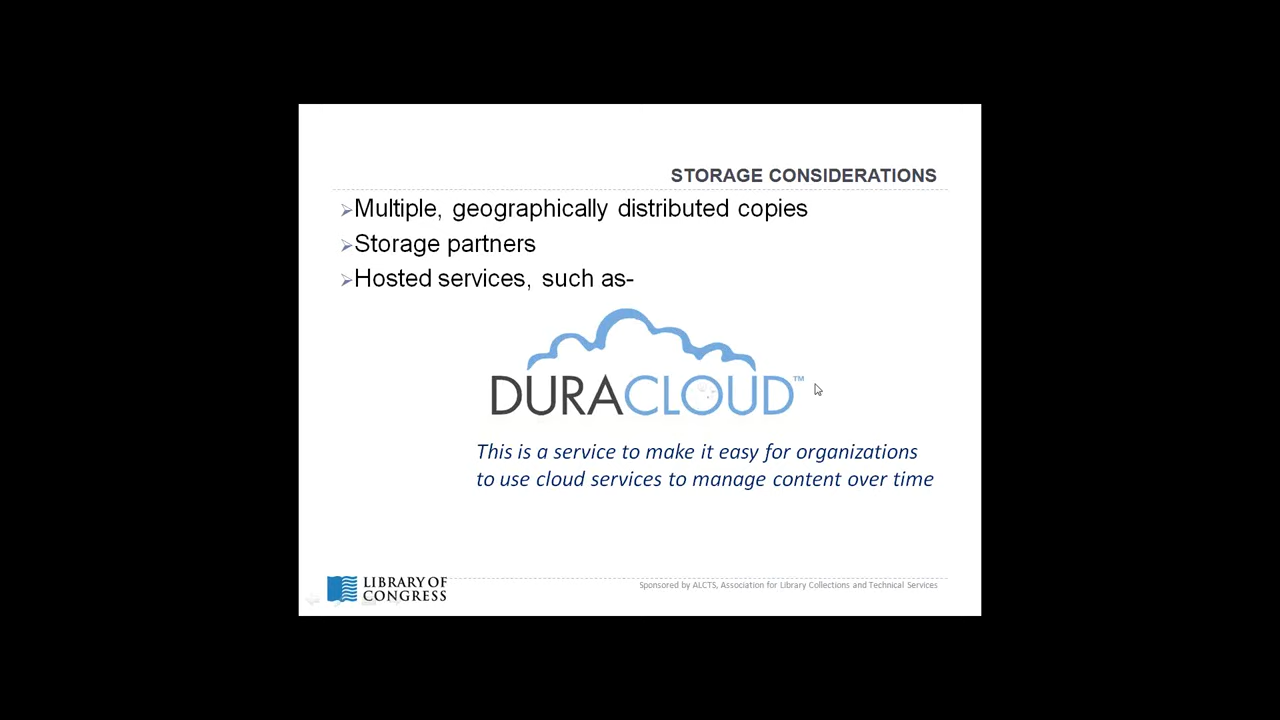 STORAGE CONSIDERATIONS
Multiple, geographically distributed copies
Storage partners
Hosted services, such as-
DURACLOUD™
This is a service to make it easy for organizations
to use cloud services to manage content over time
LIBRARY OF
CONGRESS
Sponsored by ALCTS, Association for Library Collections and Technical Services